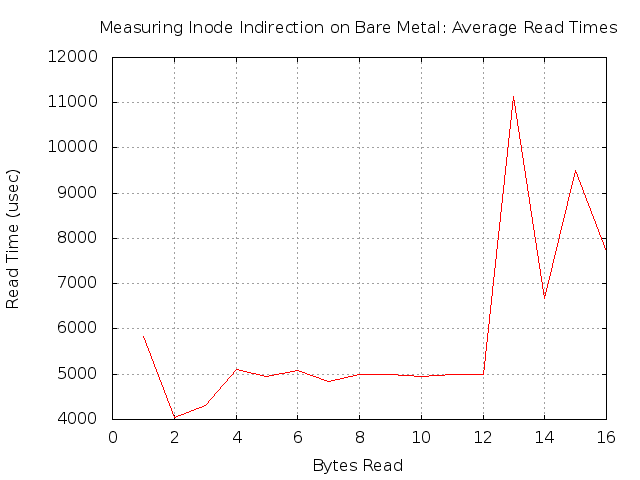 Measuring Inode Indirection on Bare Metal: Average Read Times
12000
11000
10000
9000
8000
7000
6000
5000
4000
Read Time (usec)
0 2 4 6 8 10 12 14 16
Bytes Read